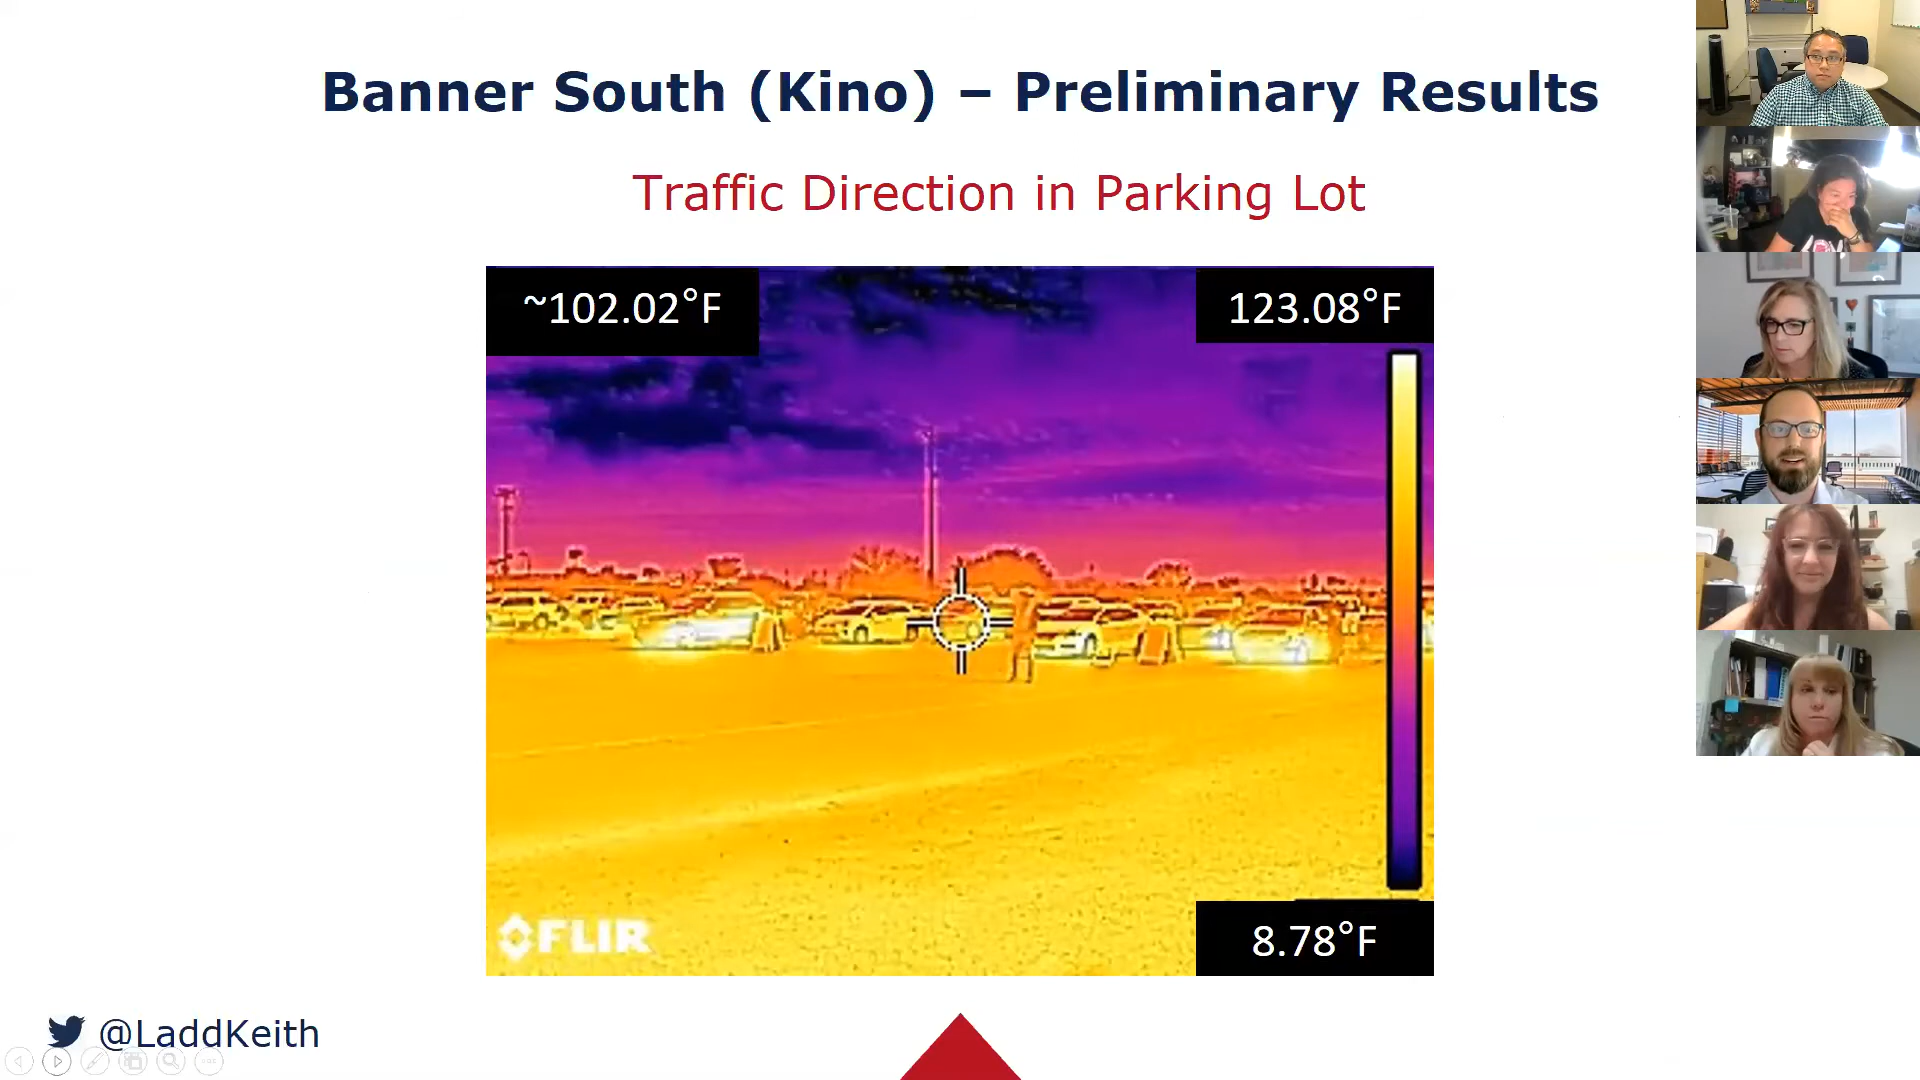 Banner South (Kino) – Preliminary Results
Traffic Direction in Parking Lot
~102.02°F
123.08°F
8.78°F
FLIR
@LaddKeith